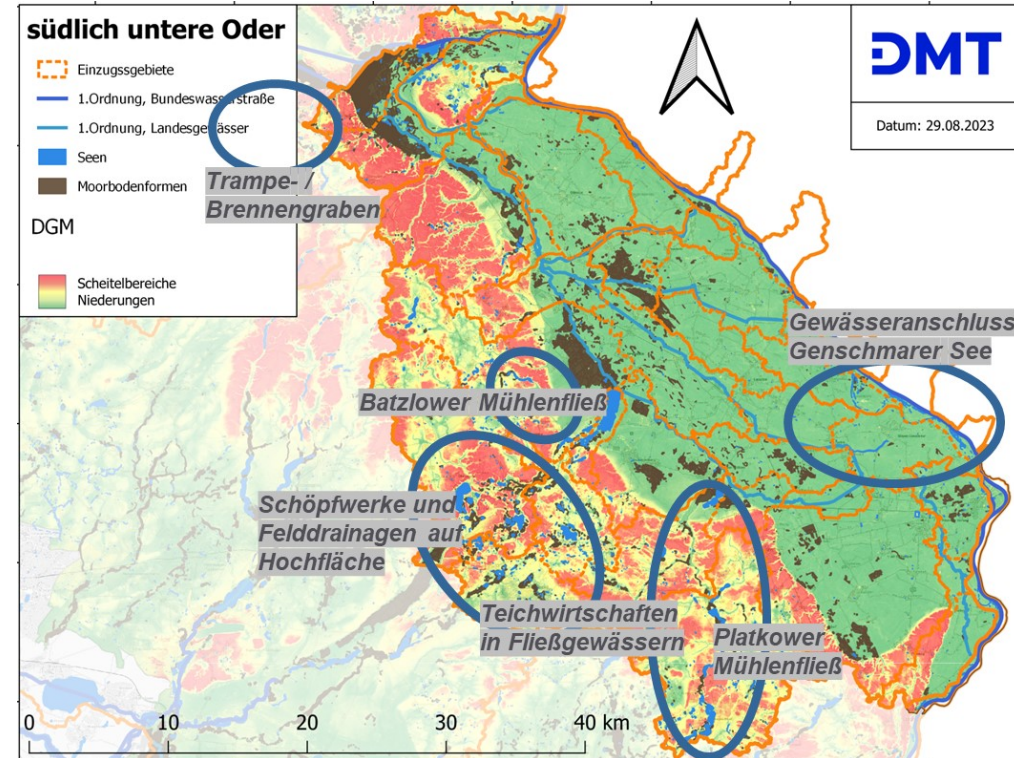 südlich untere Oder
Einzugssgebiete
1.Ordnung, Bundeswasserstraße
1.Ordnung, Landesgewässer
Seen
Moorbodenformen
DGM
Scheitelbereiche
Niederungen
DMT
Datum: 29.08.2023
Trampe- /
Brennengraben
Gewässeranschluss
Genschmarer See
Batzlower Mühlenfließ
Schöpfwerke und
Felddrainagen auf
Hochfläche
Teichwirtschaften
in Fließgewässern
Platkower
Mühlenfließ
0 10 20 30 40 km